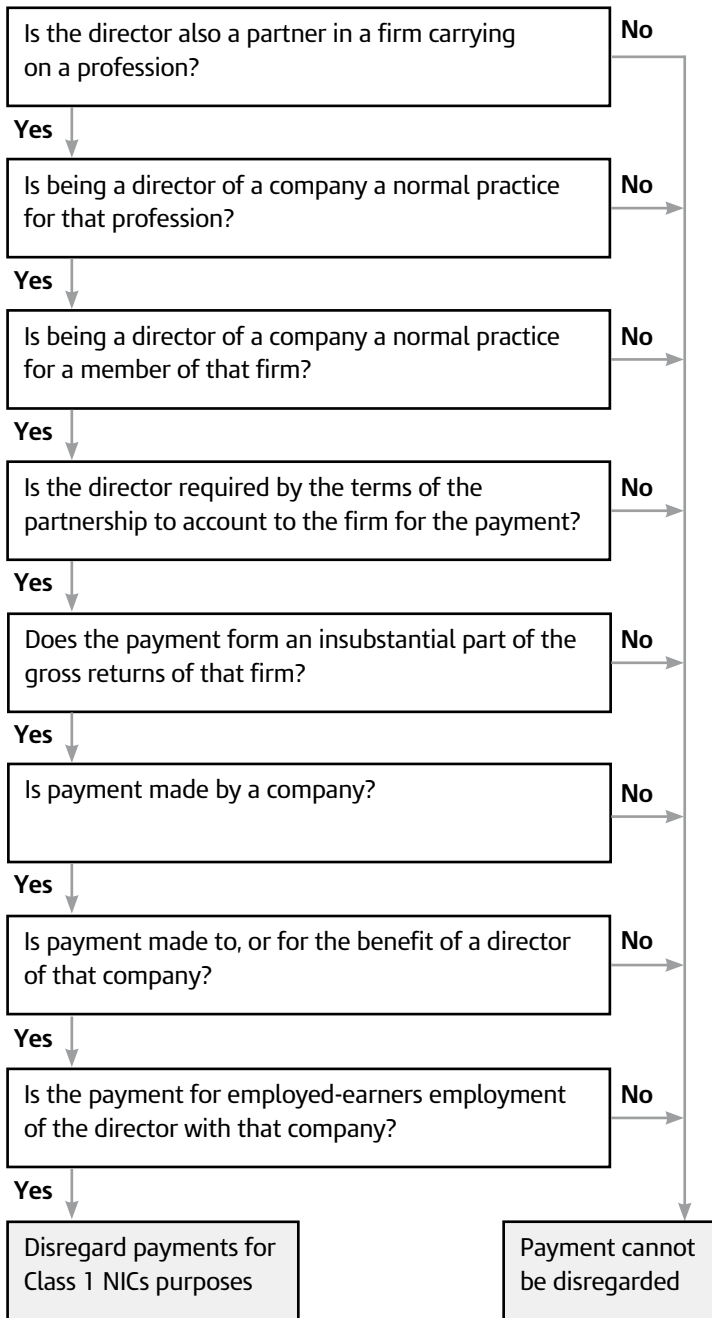 Is the director also a partner in a firm carrying
on a profession?
No
Yes
Is being a director of a company a normal practice
for that profession?
No
Yes
Is being a director of a company a normal practice
for a member of that firm?
No
Yes
Is the director required by the terms of the
partnership to account to the firm for the payment?
No
Yes
Does the payment form an insubstantial part of the
gross returns of that firm?
No
Yes
Is payment made by a company?
No
Yes
Is payment made to, or for the benefit of a director
of that company?
No
Yes
Is the payment for employed-earners employment
of the director with that company?
No
Yes
Disregard payments for
Class 1 NICs purposes
Payment cannot
be disregarded